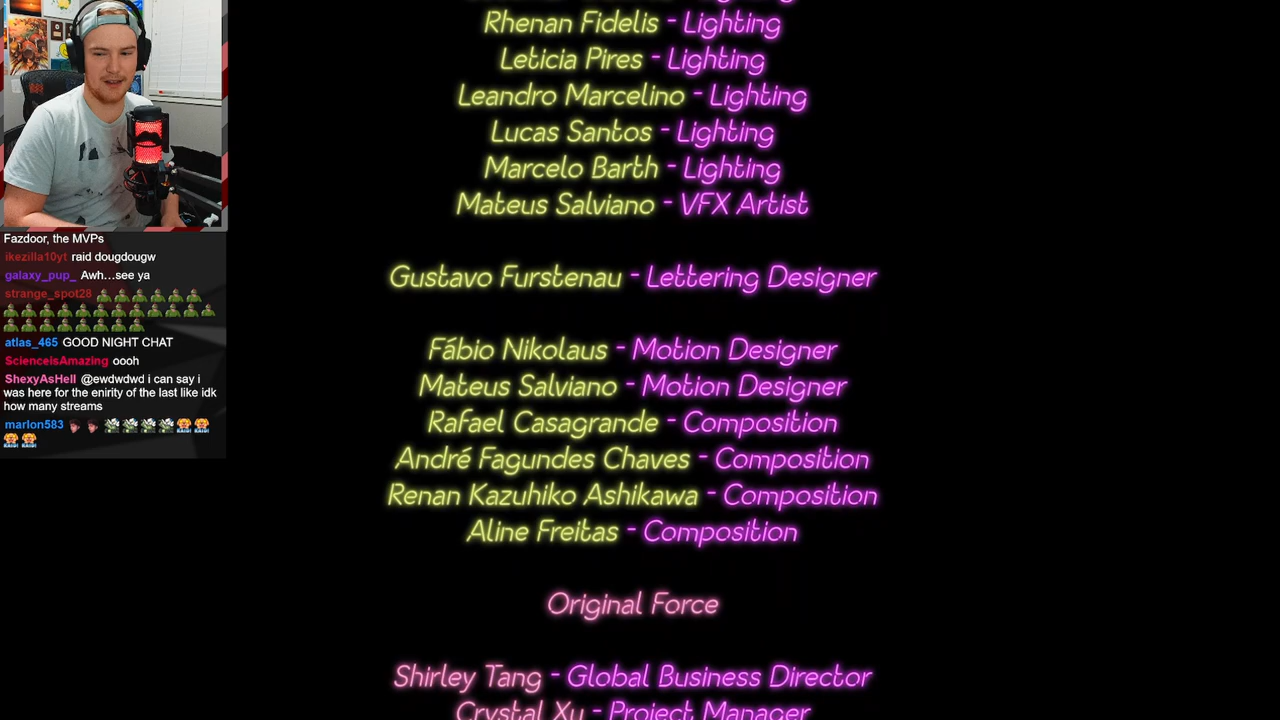 Rhenan Fidelis - Lighting
Leticia Pires - Lighting
Leandro Marcelino - Lighting
Lucas Santos - Lighting
Marcelo Barth - Lighting
Mateus Salviano - VFX Artist
Gustavo Furstenau - Lettering Designer
Fábio Nikolaus - Motion Designer
Mateus Salviano - Motion Designer
Rafael Casagrande - Composition
André Fagundes Chaves - Composition
Renan Kazuhiko Ashikawa - Composition
Aline Freitas - Composition
Original Force
Shirley Tang - Global Business Director
Crystal Xu - Project Manager
Fazdoor, the MVPs
ikezilla10yt raid dougdougw
galaxy_pup_ Awh...see ya
strange_spot28
atlas_465 GOOD NIGHT CHAT
ScienceIsAmazing oooh
ShexyAsHell @ewdwdwd i can say i
was here for the enirity of the last like idk
how many streams
marlon583